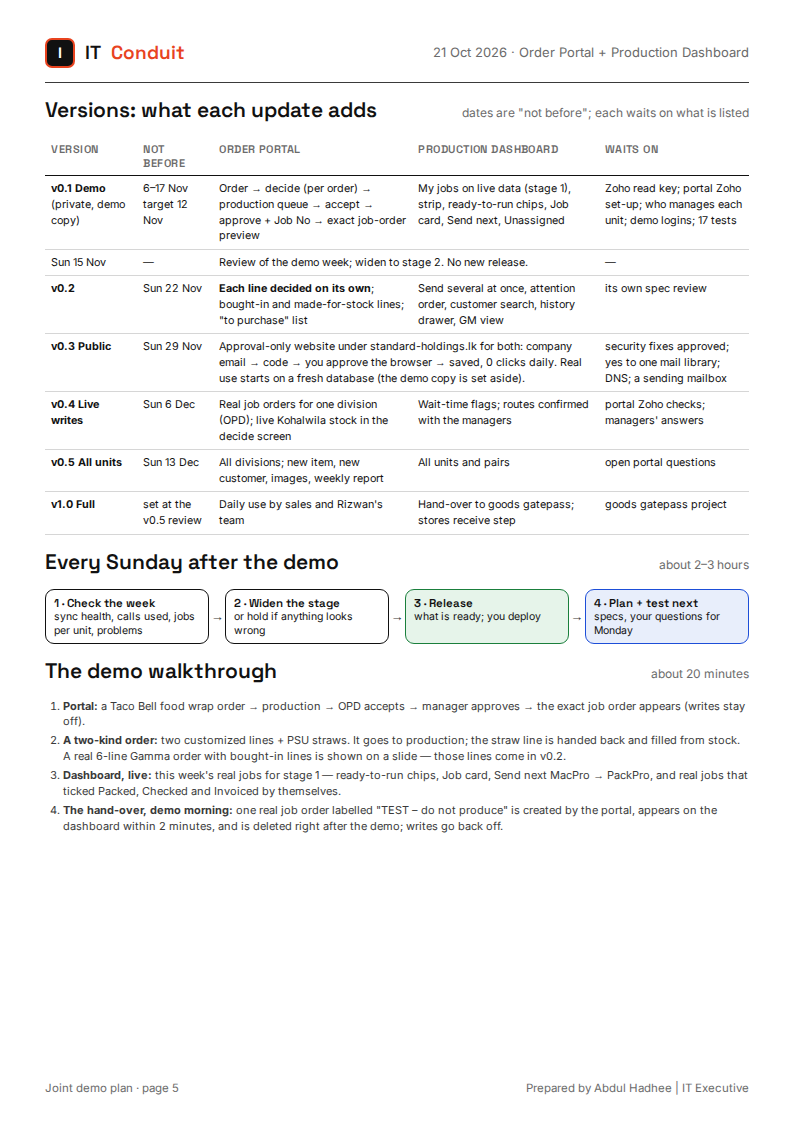 I IT Conduit
21 Oct 2026 · Order Portal + Production Dashboard
Versions: what each update adds
dates are "not before"; each waits on what is listed
VERSION NOT BEFORE ORDER PORTAL PRODUCTION DASHBOARD WAITS ON
v0.1 Demo (private, demo copy)
6–17 Nov target 12 Nov
Order → decide (per order) →
production queue → accept →
approve + Job No → exact job-order
preview
My jobs on live data (stage 1),
strip, ready-to-run chips, Job
card, Send next, Unassigned
Zoho read key; portal Zoho
set-up; who manages each
unit; demo logins; 17 tests
Sun 15 Nov — Review of the demo week; widen to stage 2. No new release. —
v0.2
Sun 22 Nov
Each line decided on its own;
bought-in and made-for-stock lines;
"to purchase" list
Send several at once, attention
order, customer search, history
drawer, GM view
its own spec review
v0.3 Public
Sun 29 Nov
Approval-only website under standard-holdings.lk for both: company
email → code → you approve the browser → saved, 0 clicks daily. Real
use starts on a fresh database (the demo copy is set aside).
security fixes approved;
yes to one mail library;
DNS; a sending mailbox
v0.4 Live
writes
Sun 6 Dec
Real job orders for one division
(OPD); live Kohalwila stock in the
decide screen
Wait-time flags; routes confirmed
with the managers
portal Zoho checks;
managers' answers
v0.5 All units
Sun 13 Dec
All divisions; new item, new
customer, images, weekly report
All units and pairs
open portal questions
v1.0 Full
set at the
v0.5 review
Daily use by sales and Rizwan's
team
Hand-over to goods gatepass;
stores receive step
goods gatepass project
Every Sunday after the demo
about 2–3 hours
1 · Check the week
sync health, calls used, jobs
per unit, problems
→
2 · Widen the stage
or hold if anything looks
wrong
→
3 · Release
what is ready; you deploy
→
4 · Plan + test next
specs, your questions for
Monday
The demo walkthrough
about 20 minutes
1. Portal: a Taco Bell food wrap order → production → OPD accepts → manager approves → the exact job order appears (writes stay
off).
2. A two-kind order: two customized lines + PSU straws. It goes to production; the straw line is handed back and filled from stock.
A real 6-line Gamma order with bought-in lines is shown on a slide — those lines come in v0.2.
3. Dashboard, live: this week's real jobs for stage 1 — ready-to-run chips, Job card, Send next MacPro → PackPro, and real jobs that
ticked Packed, Checked and Invoiced by themselves.
4. The hand-over, demo morning: one real job order labelled "TEST – do not produce" is created by the portal, appears on the
dashboard within 2 minutes, and is deleted right after the demo; writes go back off.
Joint demo plan · page 5
Prepared by Abdul Hadhee | IT Executive